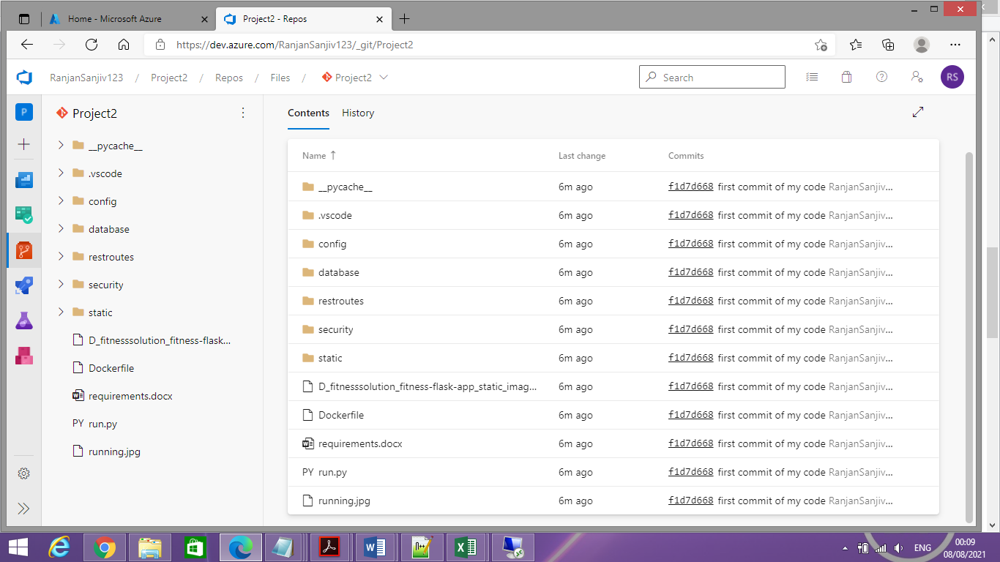 Home - Microsoft Azure
Project2 - Repos
https://dev.azure.com/RanjanSanjiv123/_git/Project2
RanjanSanjiv123 / Project2 / Repos / Files / Project2
Search
RS
P
Project2
__pycache__
.vscode
config
database
restroutes
security
static
D_fitnesssolution_fitness-flask...
Dockerfile
requirements.docx
PY run.py
running.jpg
Contents History
Name ↑ Last change Commits
__pycache__ 6m ago f1d7d668 first commit of my code RanjanSanjiv...
.vscode 6m ago f1d7d668 first commit of my code RanjanSanjiv...
config 6m ago f1d7d668 first commit of my code RanjanSanjiv...
database 6m ago f1d7d668 first commit of my code RanjanSanjiv...
restroutes 6m ago f1d7d668 first commit of my code RanjanSanjiv...
security 6m ago f1d7d668 first commit of my code RanjanSanjiv...
static 6m ago f1d7d668 first commit of my code RanjanSanjiv...
D_fitnesssolution_fitness-flask-app_static_imag... 6m ago f1d7d668 first commit of my code RanjanSanjiv...
Dockerfile 6m ago f1d7d668 first commit of my code RanjanSanjiv...
requirements.docx 6m ago f1d7d668 first commit of my code RanjanSanjiv...
PY run.py 6m ago f1d7d668 first commit of my code RanjanSanjiv...
running.jpg 6m ago f1d7d668 first commit of my code RanjanSanjiv...
ENG
00:09
08/08/2021